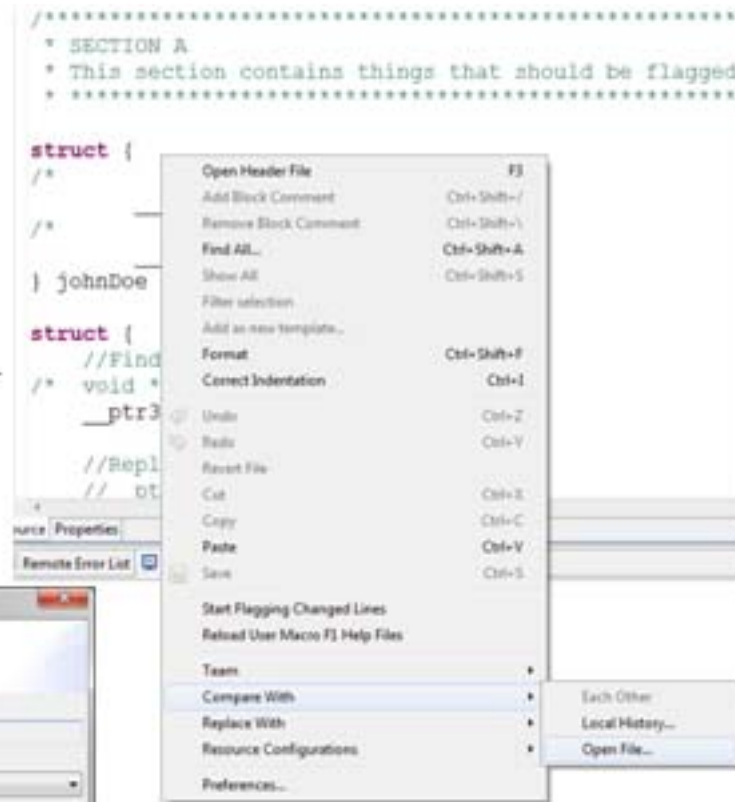 /*******************************************
* SECTION A
* This section contains things that should be flagged
* *****************************************
struct {
/*
__
/*
__
} johnDoe
struct {
//Find
/* void *
__ptr3
//Repl
// pt
Open Header File F3
Add Block Comment Ctrl+Shift+/
Remove Block Comment Ctrl+Shift+\
Find All... Ctrl+Shift+A
Show All Ctrl+Shift+S
Filter selection
Add as new template...
Format Ctrl+Shift+F
Correct Indentation Ctrl+I
Undo Ctrl+Z
Redo Ctrl+Y
Revert File
Cut Ctrl+X
Copy Ctrl+C
Paste Ctrl+V
Save Ctrl+S
Start Flagging Changed Lines
Reload User Macro F1 Help Files
Team
Compare With
Replace With
Resource Configurations
Preferences...
Each Other
Local History...
Open File...
urce Properties
Remote Error List